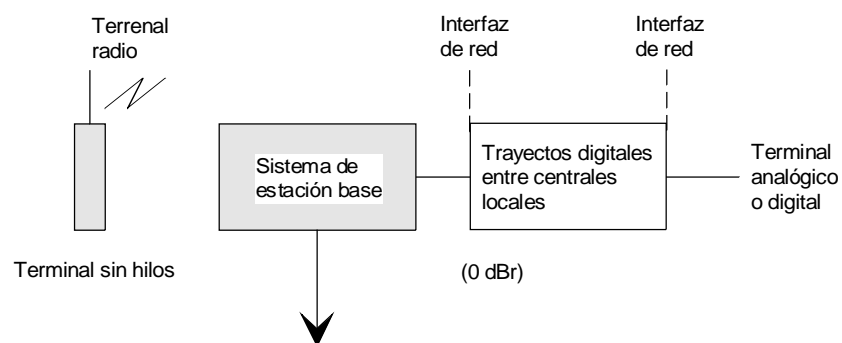 Terrenal
radio
Interfaz
de red
Interfaz
de red
Sistema de
estación base
Trayectos digitales
entre centrales
locales
Terminal
analógico
o digital
Terminal sin hilos
(0 dBr)